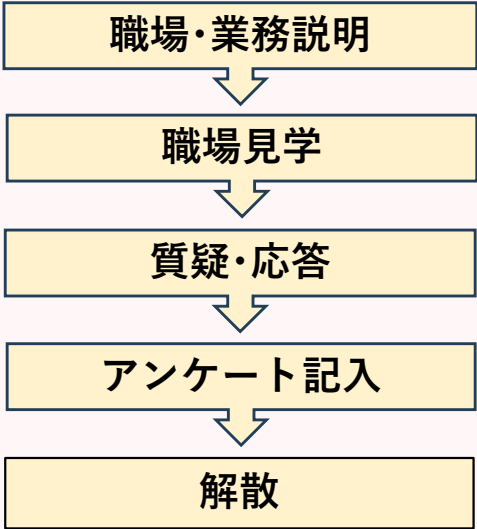 職場・業務説明
職場見学
質疑・応答
アンケート記入
解散